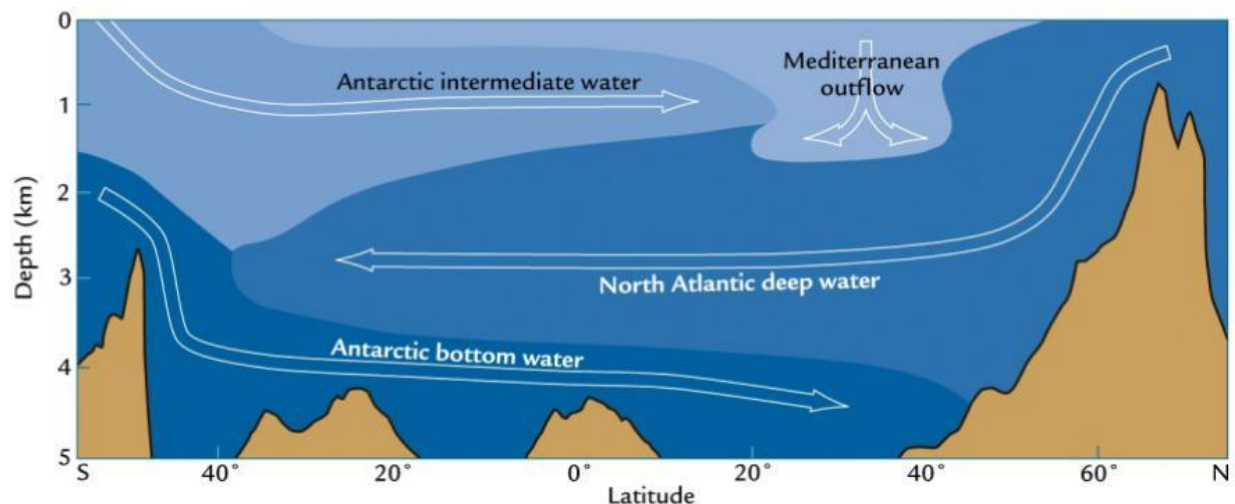 0
Antarctic intermediate water
Mediterranean
outflow
1
2
Depth (km)
3
North Atlantic deep water
Antarctic bottom water
4
5
S 40° 20° 0° 20° 40° 60° N
Latitude